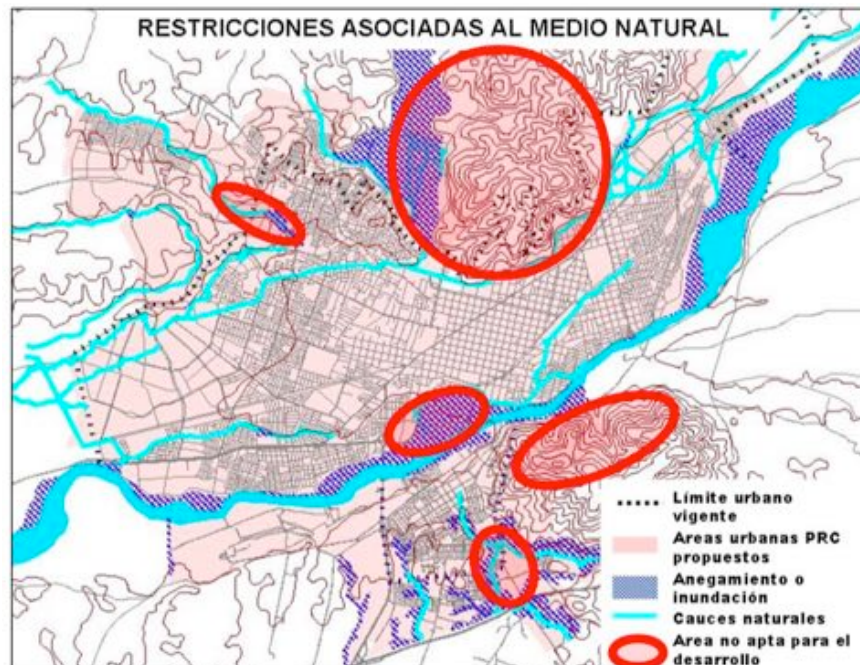 RESTRICCIONES ASOCIADAS AL MEDIO NATURAL
Límite urbano
vigente
Areas urbanas PRC
propuestos
Anegamiento o
inundación
Cauces naturales
Area no apta para el
desarrollo